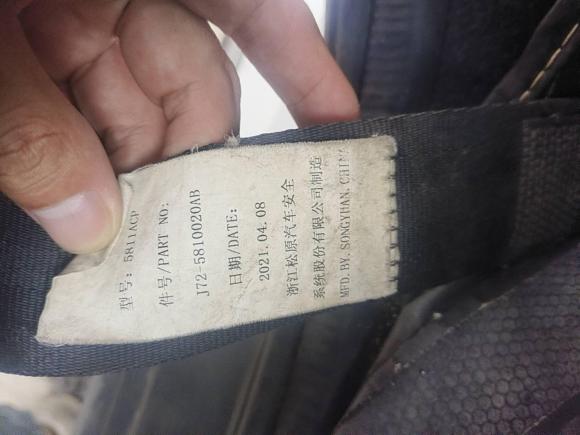 型号: 5811ACP
件号/PART NO:
J72-5810020AB
日期/DATE:
2021.04.08
浙江松原汽车安全
系统股份有限公司制造
MFD.BY.SONGYUAN.CHINA